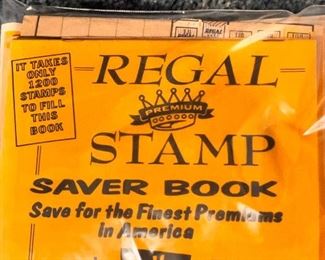 IT TAKES
ONLY
1200
STAMPS
TO FILL
THIS
BOOK
REGAL
PREMIUM
STAMP
SAVER BOOK
Save for the Finest Premiums
in America